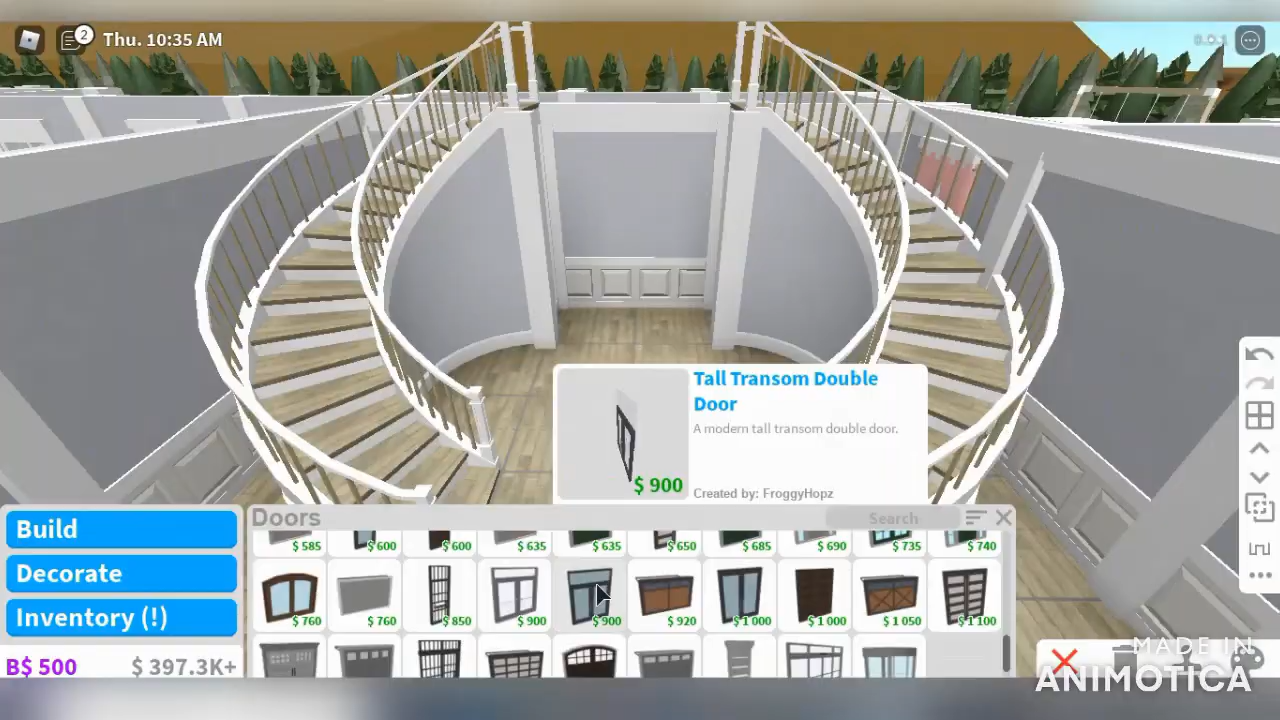 2
Thu. 10:35 AM
Tall Transom Double
Door
A modern tall transom double door.
$ 900
Created by: FroggyHopz
Build
Decorate
Inventory (!)
B$ 500
$ 397.3K+
Doors
Search
$ 585
$ 600
$ 600
$ 635
$ 635
$ 650
$ 685
$ 690
$ 735
$ 740
$ 760
$ 760
$ 850
$ 900
$ 900
$ 920
$ 1 000
$ 1 000
$ 1 050
$ 1 100
MADE IN
ANIMOTICA